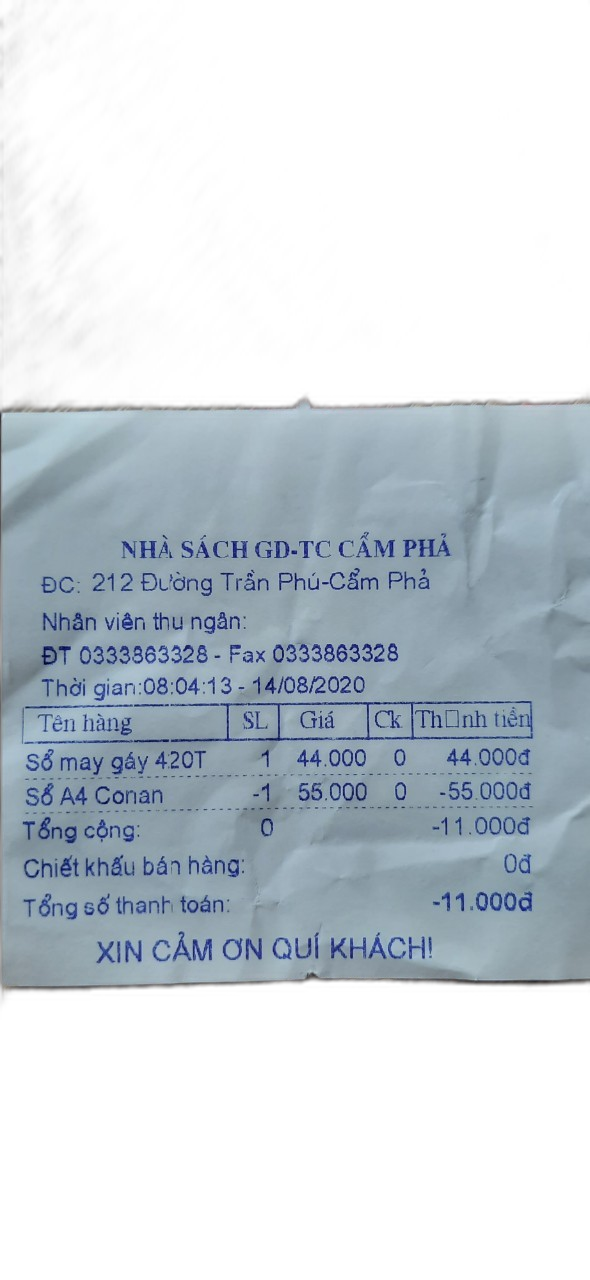 NHÀ SÁCH GD-TC CẨM PHẢ
ĐC: 212 Đường Trần Phú-Cẩm Phả
Nhân viên thu ngân:
ĐT 0333863328 - Fax 0333863328
Thời gian:08:04:13 - 14/08/2020
Tên hàng SL Giá Ck Th□nh tiền
Sổ may gáy 420T 1 44.000 0 44.000đ
Sổ A4 Conan -1 55.000 0 -55.000đ
Tổng cộng: 0 -11.000đ
Chiết khấu bán hàng: 0đ
Tổng số thanh toán: -11.000đ
XIN CẢM ƠN QUÍ KHÁCH!